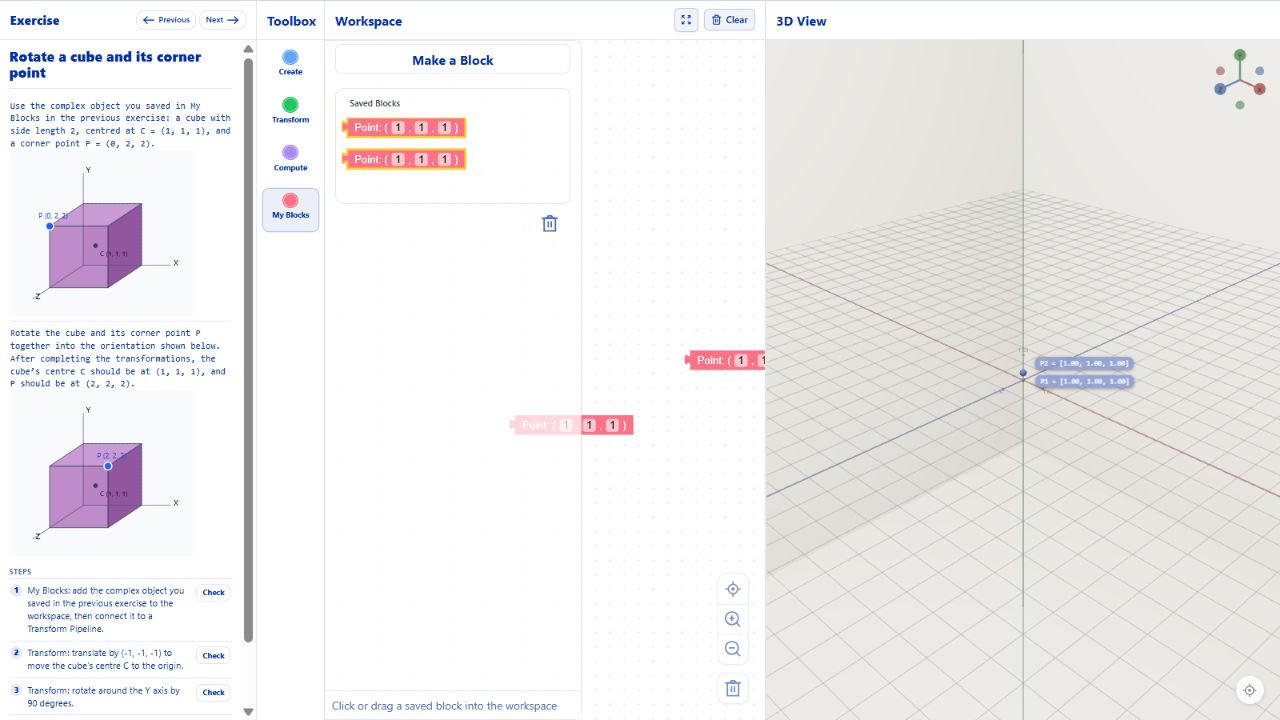 Exercise
Previous
Next
Rotate a cube and its corner
point
Use the complex object you saved in My
Blocks in the previous exercise: a cube with
side length 2, centred at C = (1, 1, 1), and
a corner point P = (0, 2, 2).
Y
P (0, 2, 2)
C (1, 1, 1)
X
Z
Rotate the cube and its corner point P
together into the orientation shown below.
After completing the transformations, the
cube's centre C should be at (1, 1, 1), and
P should be at (2, 2, 2).
Y
P (2, 2, 2)
C (1, 1, 1)
X
Z
STEPS
1 My Blocks: add the complex object you
saved in the previous exercise to the
workspace, then connect it to a
Transform Pipeline.
Check
2 Transform: translate by (-1, -1, -1) to
move the cube's centre C to the origin.
Check
3 Transform: rotate around the Y axis by
90 degrees.
Check
Toolbox
Create
Transform
Compute
My Blocks
Workspace
Clear
Make a Block
Saved Blocks
Point: ( 1 , 1 , 1 )
Point: ( 1 , 1 , 1 )
Point: ( 1 , 1
Point: ( 1 , 1 , 1 )
Click or drag a saved block into the workspace
3D View
Y
Z
X
P2 = [1.00, 1.00, 1.00]
P1 = [1.00, 1.00, 1.00]